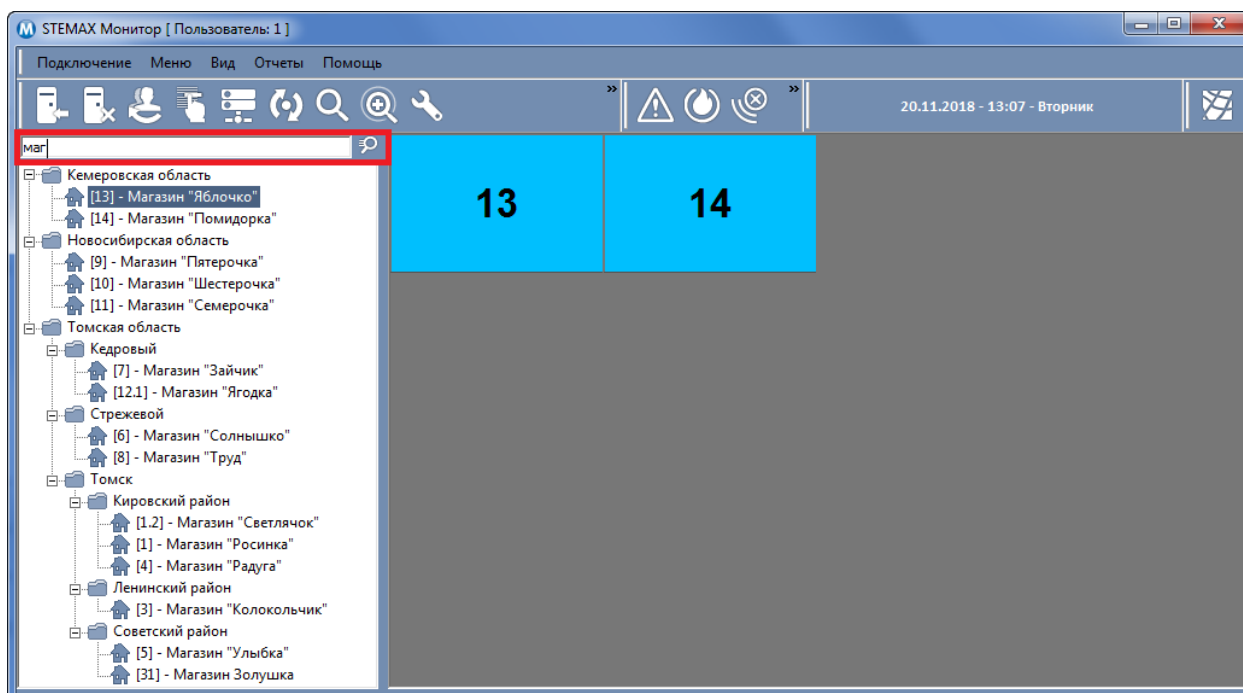 STEMAX Монитор [ Пользователь: 1 ]
Подключение Меню Вид Отчеты Помощь
» »
20.11.2018 - 13:07 - Вторник
маг
Кемеровская область
[13] - Магазин "Яблочко"
[14] - Магазин "Помидорка"
Новосибирская область
[9] - Магазин "Пятерочка"
[10] - Магазин "Шестерочка"
[11] - Магазин "Семерочка"
Томская область
Кедровый
[7] - Магазин "Зайчик"
[12.1] - Магазин "Ягодка"
Стрежевой
[6] - Магазин "Солнышко"
[8] - Магазин "Труд"
Томск
Кировский район
[1.2] - Магазин "Светлячок"
[1] - Магазин "Росинка"
[4] - Магазин "Радуга"
Ленинский район
[3] - Магазин "Колокольчик"
Советский район
[5] - Магазин "Улыбка"
[31] - Магазин Золушка
13
14